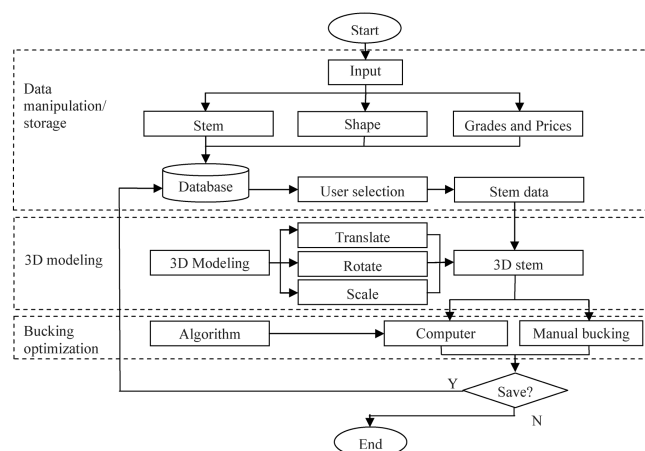 Start
Input
Data
manipulation/
storage
Stem
Shape
Grades and Prices
Database
User selection
Stem data
3D modeling
3D Modeling
Translate
Rotate
Scale
3D stem
Bucking
optimization
Algorithm
Computer
Manual bucking
Y
Save?
N
End